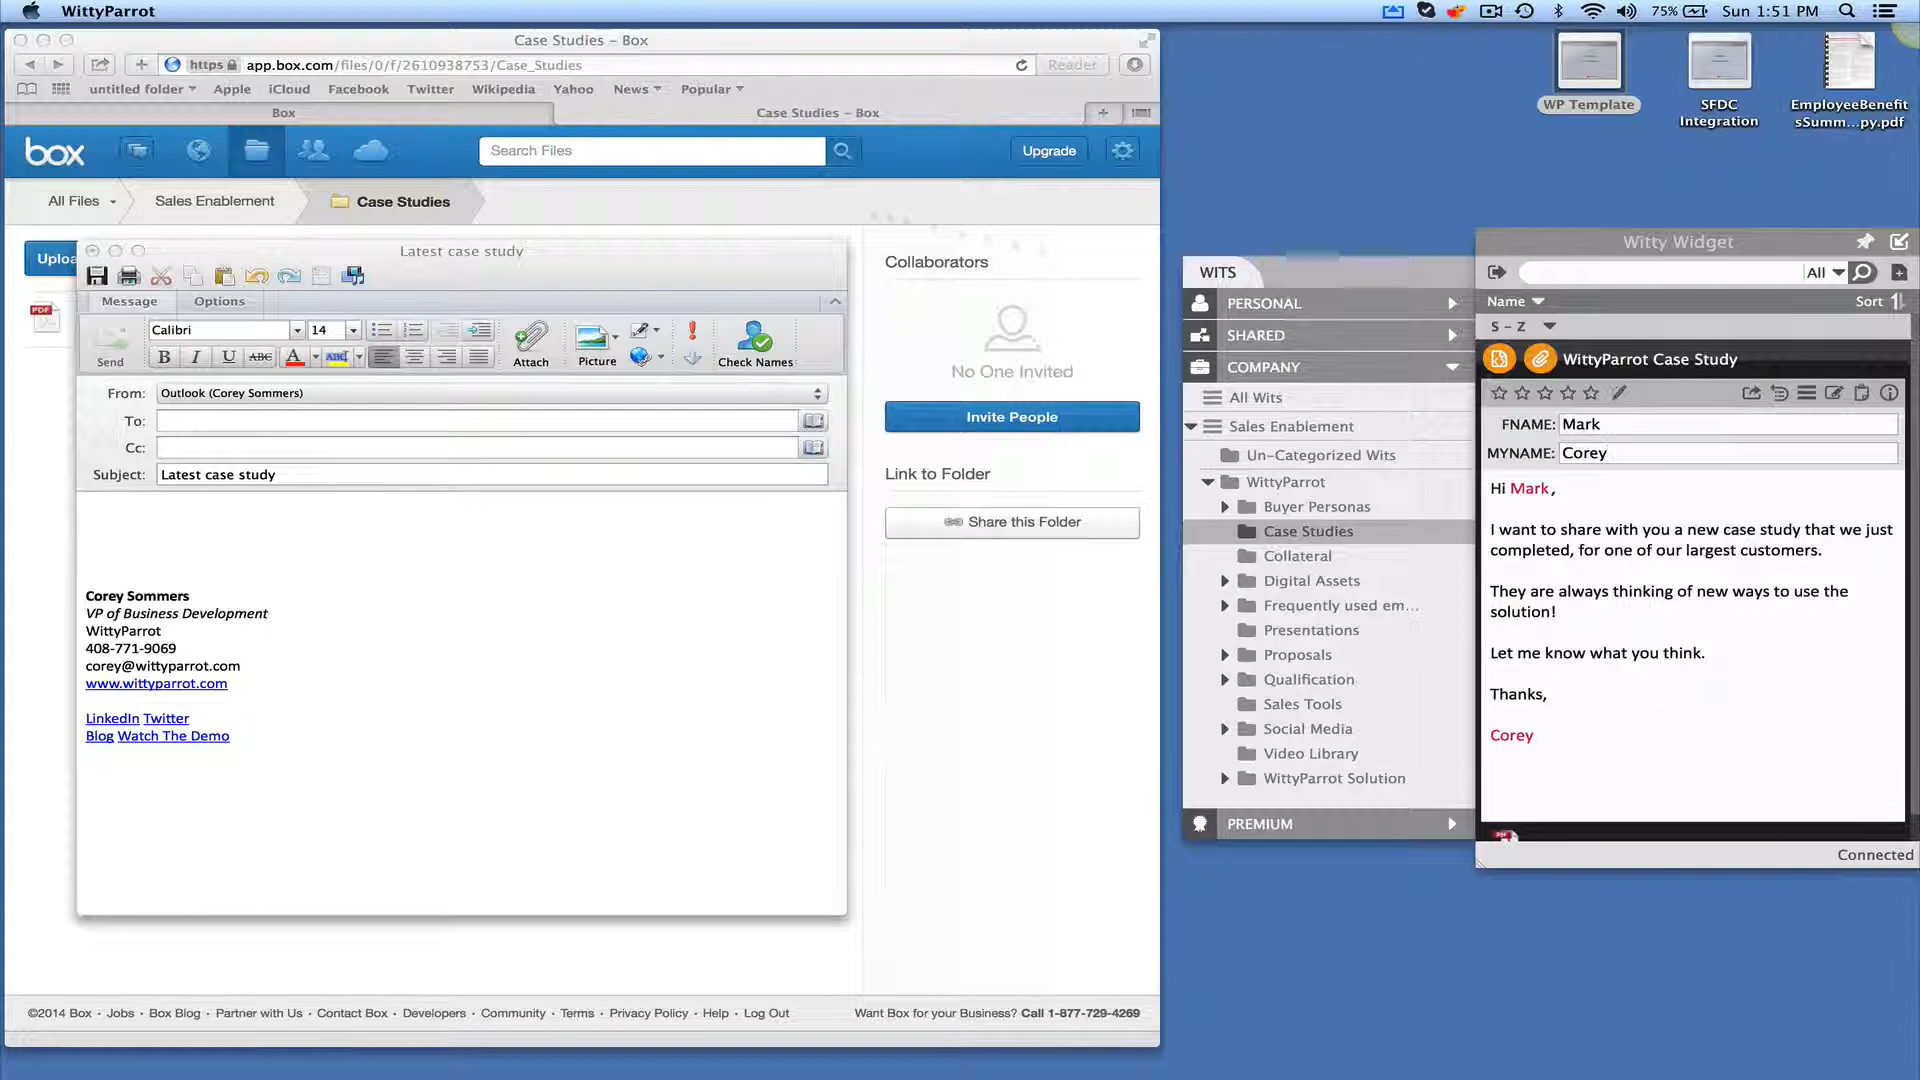 WittyParrot
75%
Sun 1:51 PM
Case Studies – Box
https app.box.com/files/0/f/2610938753/Case_Studies
Reader
untitled folder Apple iCloud Facebook Twitter Wikipedia Yahoo News Popular
Box
Case Studies – Box
box
Search Files
Upgrade
All Files
Sales Enablement
Case Studies
Uploa
PDF
Latest case study
Message
Options
Send
Calibri
14
B I U ABC A ABC
Attach
Picture
Check Names
From: Outlook (Corey Sommers)
To:
Cc:
Subject: Latest case study
Corey Sommers
VP of Business Development
WittyParrot
408-771-9069
corey@wittyparrot.com
www.wittyparrot.com
LinkedIn Twitter
Blog Watch The Demo
Collaborators
No One Invited
Invite People
Link to Folder
Share this Folder
©2014 Box · Jobs · Box Blog · Partner with Us · Contact Box · Developers · Community · Terms · Privacy Policy · Help · Log Out
Want Box for your Business? Call 1-877-729-4269
WP Template
SFDC
Integration
EmployeeBenefit
sSumm...py.pdf
WITS
PERSONAL
SHARED
COMPANY
All Wits
Sales Enablement
Un-Categorized Wits
WittyParrot
Buyer Personas
Case Studies
Collateral
Digital Assets
Frequently used em...
Presentations
Proposals
Qualification
Sales Tools
Social Media
Video Library
WittyParrot Solution
PREMIUM
Witty Widget
All
Name
Sort
S - Z
WittyParrot Case Study
FNAME: Mark
MYNAME: Corey
Hi Mark,
I want to share with you a new case study that we just
completed, for one of our largest customers.
They are always thinking of new ways to use the
solution!
Let me know what you think.
Thanks,
Corey
PDF
Connected